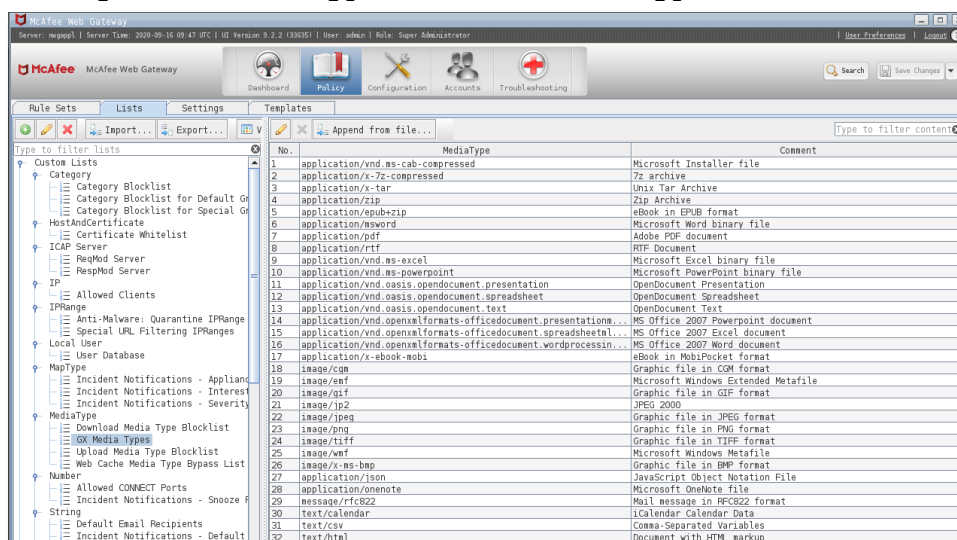 McAfee Web Gateway
Server: mwgappl | Server Time: 2020-09-16 09:47 UTC | UI Version 9.2.2 (33635) | User: admin | Role: Super Administrator | User Preferences | Logout
McAfee McAfee Web Gateway
Dashboard Policy Configuration Accounts Troubleshooting
Search Save Changes
Rule Sets Lists Settings Templates
Import... Export... V Append from file... Type to filter content
Type to filter lists
Custom Lists
Category
Category Blocklist
Category Blocklist for Default Gr
Category Blocklist for Special Gr
HostAndCertificate
Certificate Whitelist
ICAP Server
ReqMod Server
RespMod Server
IP
Allowed Clients
IPRange
Anti-Malware: Quarantine IPRange
Special URL Filtering IPRanges
Local User
User Database
MapType
Incident Notifications - Applianc
Incident Notifications - Interest
Incident Notifications - Severity
MediaType
Download Media Type Blocklist
GX Media Types
Upload Media Type Blocklist
Web Cache Media Type Bypass List
Number
Allowed CONNECT Ports
Incident Notifications - Snooze F
String
Default Email Recipients
Incident Notifications - Default
No. MediaType Comment
1 application/vnd.ms-cab-compressed Microsoft Installer file
2 application/x-7z-compressed 7z archive
3 application/x-tar Unix Tar Archive
4 application/zip Zip Archive
5 application/epub+zip eBook in EPUB format
6 application/msword Microsoft Word binary file
7 application/pdf Adobe PDF document
8 application/rtf RTF Document
9 application/vnd.ms-excel Microsoft Excel binary file
10 application/vnd.ms-powerpoint Microsoft PowerPoint binary file
11 application/vnd.oasis.opendocument.presentation OpenDocument Presentation
12 application/vnd.oasis.opendocument.spreadsheet OpenDocument Spreadsheet
13 application/vnd.oasis.opendocument.text OpenDocument Text
14 application/vnd.openxmlformats-officedocument.presentationm... MS Office 2007 Powerpoint document
15 application/vnd.openxmlformats-officedocument.spreadsheetml... MS Office 2007 Excel document
16 application/vnd.openxmlformats-officedocument.wordprocessin... MS Office 2007 Word document
17 application/x-ebook-mobi eBook in MobiPocket format
18 image/cgm Graphic file in CGM format
19 image/emf Microsoft Windows Extended Metafile
20 image/gif Graphic file in GIF format
21 image/jp2 JPEG 2000
22 image/jpeg Graphic file in JPEG format
23 image/png Graphic file in PNG format
24 image/tiff Graphic file in TIFF format
25 image/wmf Microsoft Windows Metafile
26 image/x-ms-bmp Graphic file in BMP format
27 application/json JavaScript Object Notation File
28 application/onenote Microsoft OneNote file
29 message/rfc822 Mail message in RFC822 format
30 text/calendar iCalendar Calendar Data
31 text/csv Comma-Separated Variables
32 text/html Document with HTML markup